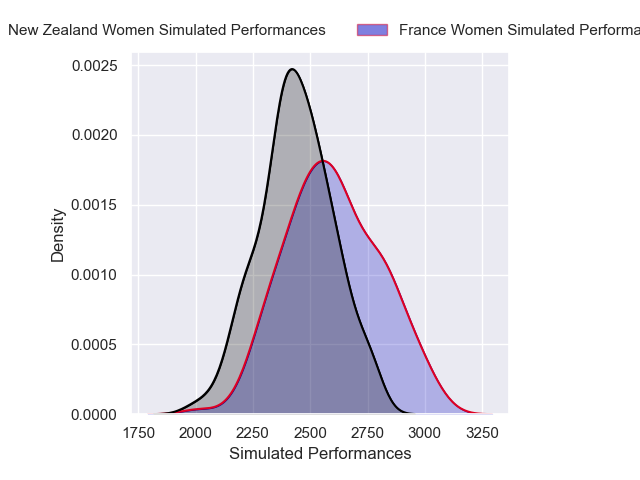 New Zealand Women Simulated Performances
France Women Simulated Performa
0.0025
0.0020
0.0015
0.0010
0.0005
0.0000
Density
1750 2000 2250 2500 2750 3000 3250
Simulated Performances